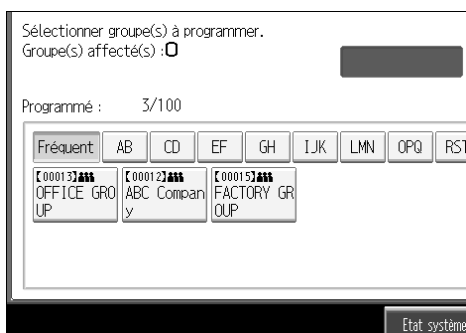 Sélectionner groupe(s) à programmer.
Groupe(s) affecté(s) :0
Programmé : 3/100
Fréquent AB CD EF GH IJK LMN OPQ RST
【00013】 【00012】 【00015】
OFFICE GRO ABC Compan FACTORY GR
UP y OUP
Etat système